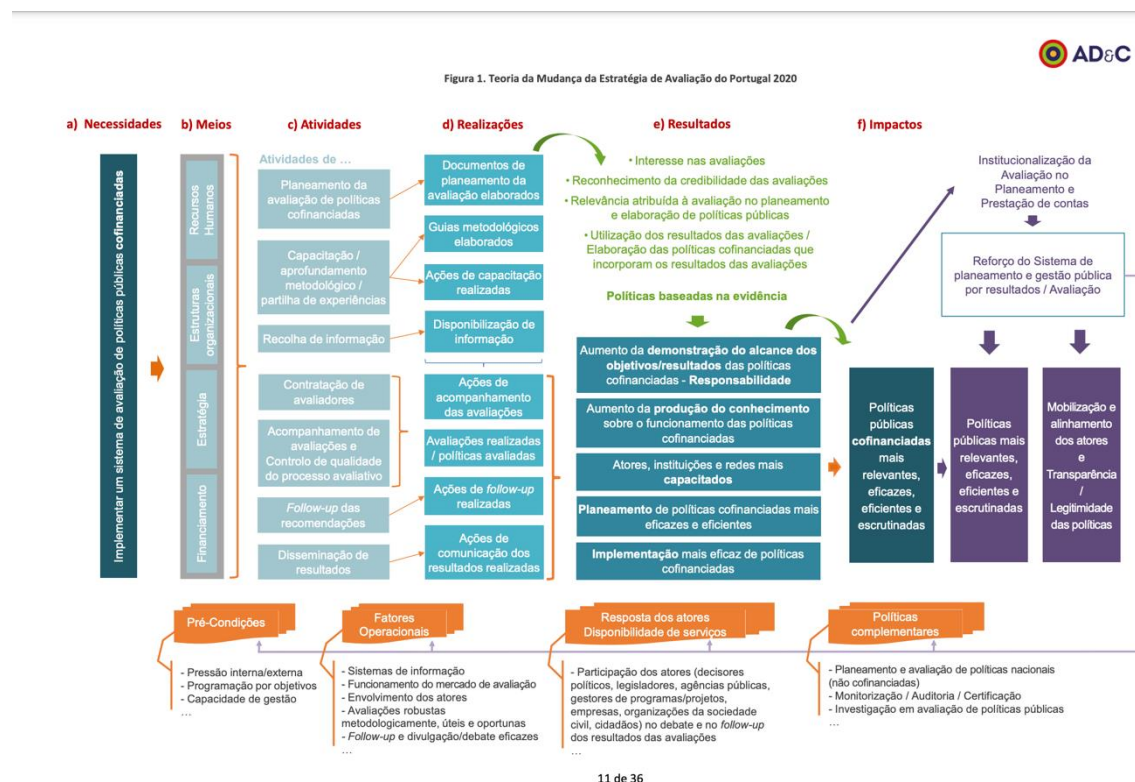 AD&C
Figura 1. Teoria da Mudança da Estratégia de Avaliação do Portugal 2020
a) Necessidades
b) Meios
c) Atividades
d) Realizações
e) Resultados
f) Impactos
Implementar um sistema de avaliação de políticas públicas cofinanciadas
Recursos
Humanos
Estruturas
organizacionais
Estratégia
Financiamento
Atividades de ...
Planeamento da
avaliação de políticas
cofinanciadas
Capacitação /
aprofundamento
metodológico /
partilha de experiências
Recolha de informação
Contratação de
avaliadores
Acompanhamento de
avaliações e
Controlo de qualidade
do processo avaliativo
Follow-up das
recomendações
Disseminação de
resultados
Documentos de
planeamento da
avaliação elaborados
Guias metodológicos
elaborados
Ações de capacitação
realizadas
Disponibilização de
informação
Ações de
acompanhamento
das avaliações
Avaliações realizadas
/ políticas avaliadas
Ações de follow-up
realizadas
Ações de
comunicação dos
resultados realizadas
• Interesse nas avaliações
• Reconhecimento da credibilidade das avaliações
• Relevância atribuída à avaliação no planeamento
e elaboração de políticas públicas
• Utilização dos resultados das avaliações /
Elaboração das políticas cofinanciadas que
incorporam os resultados das avaliações
Políticas baseadas na evidência
Aumento da demonstração do alcance dos
objetivos/resultados das políticas
cofinanciadas - Responsabilidade
Aumento da produção do conhecimento
sobre o funcionamento das políticas
cofinanciadas
Atores, instituições e redes mais
capacitados
Planeamento de políticas cofinanciadas mais
eficazes e eficientes
Implementação mais eficaz de políticas
cofinanciadas
Institucionalização da
Avaliação no
Planeamento e
Prestação de contas
Reforço do Sistema de
planeamento e gestão pública
por resultados / Avaliação
Políticas
públicas
cofinanciadas
mais
relevantes,
eficazes,
eficientes e
escrutinadas
Políticas
públicas mais
relevantes,
eficazes,
eficientes e
escrutinadas
Mobilização e
alinhamento
dos atores
e
Transparência
/
Legitimidade
das políticas
Pré-Condições
- Pressão interna/externa
- Programação por objetivos
- Capacidade de gestão
...
Fatores
Operacionais
- Sistemas de informação
- Funcionamento do mercado de avaliação
- Envolvimento dos atores
- Avaliações robustas
metodologicamente, úteis e oportunas
- Follow-up e divulgação/debate eficazes
...
Resposta dos atores
Disponibilidade de serviços
- Participação dos atores (decisores
políticos, legisladores, agências públicas,
gestores de programas/projetos,
empresas, organizações da sociedade
civil, cidadãos) no debate e no follow-up
dos resultados das avaliações
...
Políticas
complementares
- Planeamento e avaliação de políticas nacional
(não cofinanciadas)
- Monitorização / Auditoria / Certificação
- Investigação em avaliação de políticas públicas
...
11 de 36